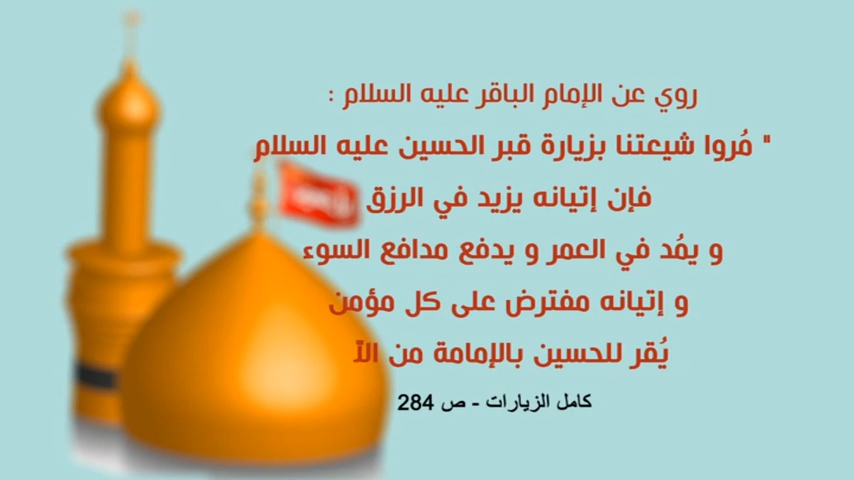 روي عن الإمام الباقر عليه السلام :
" مُروا شيعتنا بزيارة قبر الحسين عليه السلام
فإن إتيانه يزيد في الرزق
و يمُد في العمر و يدفع مدافع السوء
و إتيانه مفترض على كل مؤمن
يُقر للحسين بالإمامة من
كامل الزيارات - ص 284